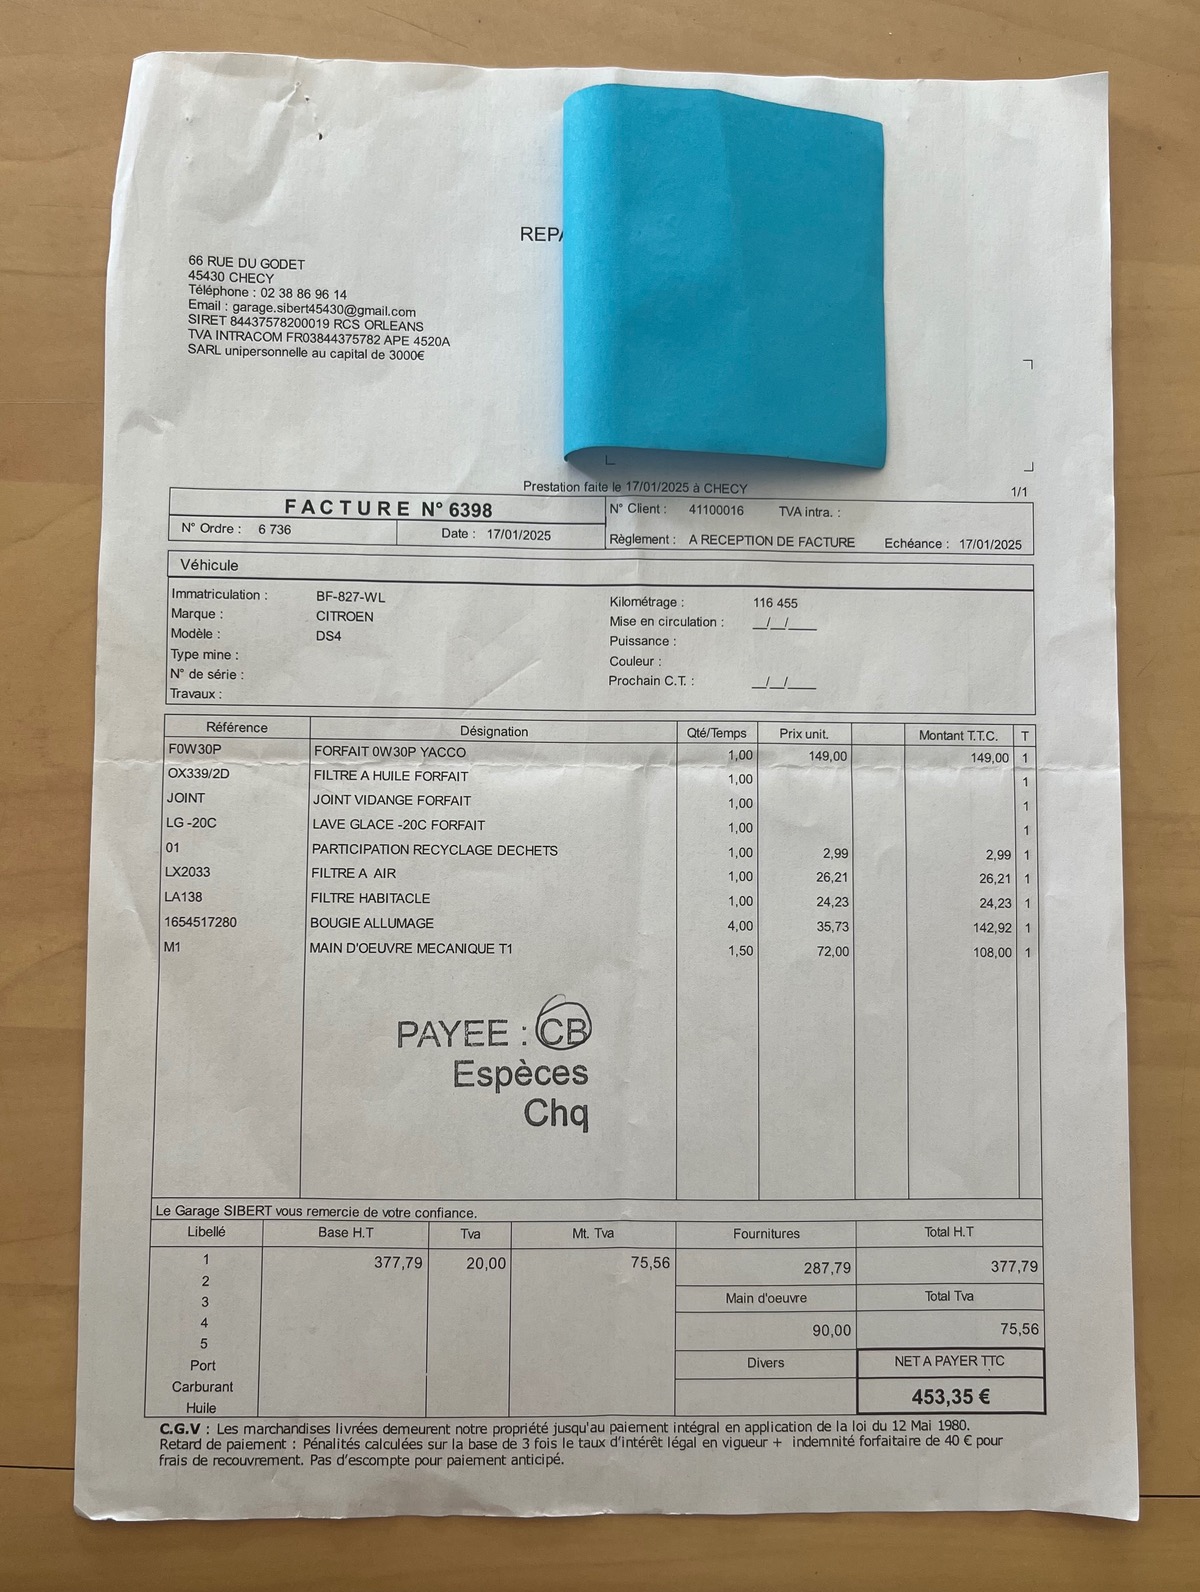 66 RUE DU GODET
45430 CHECY
Téléphone : 02 38 86 96 14
Email : garage.sibert45430@gmail.com
SIRET 84437578200019 RCS ORLEANS
TVA INTRACOM FR03844375782 APE 4520A
SARL unipersonnelle au capital de 3000€
Prestation faite le 17/01/2025 à CHECY
1/1
FACTURE N° 6398
N° Ordre : 6 736 Date : 17/01/2025
N° Client : 41100016 TVA intra. :
Règlement : A RECEPTION DE FACTURE Echéance : 17/01/2025
Véhicule
Immatriculation : BF-827-WL Kilométrage : 116 455
Marque : CITROEN Mise en circulation : __/__/____
Modèle : DS4 Puissance :
Type mine : Couleur :
N° de série : Prochain C.T. : __/__/____
Travaux :
Référence Désignation Qté/Temps Prix unit. Montant T.T.C. T
F0W30P FORFAIT 0W30P YACCO 1,00 149,00 149,00 1
OX339/2D FILTRE A HUILE FORFAIT 1,00 1
JOINT JOINT VIDANGE FORFAIT 1,00 1
LG -20C LAVE GLACE -20C FORFAIT 1,00 1
01 PARTICIPATION RECYCLAGE DECHETS 1,00 2,99 2,99 1
LX2033 FILTRE A AIR 1,00 26,21 26,21 1
LA138 FILTRE HABITACLE 1,00 24,23 24,23 1
1654517280 BOUGIE ALLUMAGE 4,00 35,73 142,92 1
M1 MAIN D'OEUVRE MECANIQUE T1 1,50 72,00 108,00 1
PAYEE : CB
Espèces
Chq
Le Garage SIBERT vous remercie de votre confiance.
Libellé Base H.T Tva Mt. Tva Fournitures Total H.T
1 377,79 20,00 75,56 287,79 377,79
2
3 Main d'oeuvre Total Tva
4 90,00 75,56
5
Port Divers NET A PAYER TTC
Carburant 453,35 €
Huile
C.G.V : Les marchandises livrées demeurent notre propriété jusqu'au paiement intégral en application de la loi du 12 Mai 1980.
Retard de paiement : Pénalités calculées sur la base de 3 fois le taux d'intérêt légal en vigueur + indemnité forfaitaire de 40 € pour
frais de recouvrement. Pas d'escompte pour paiement anticipé.